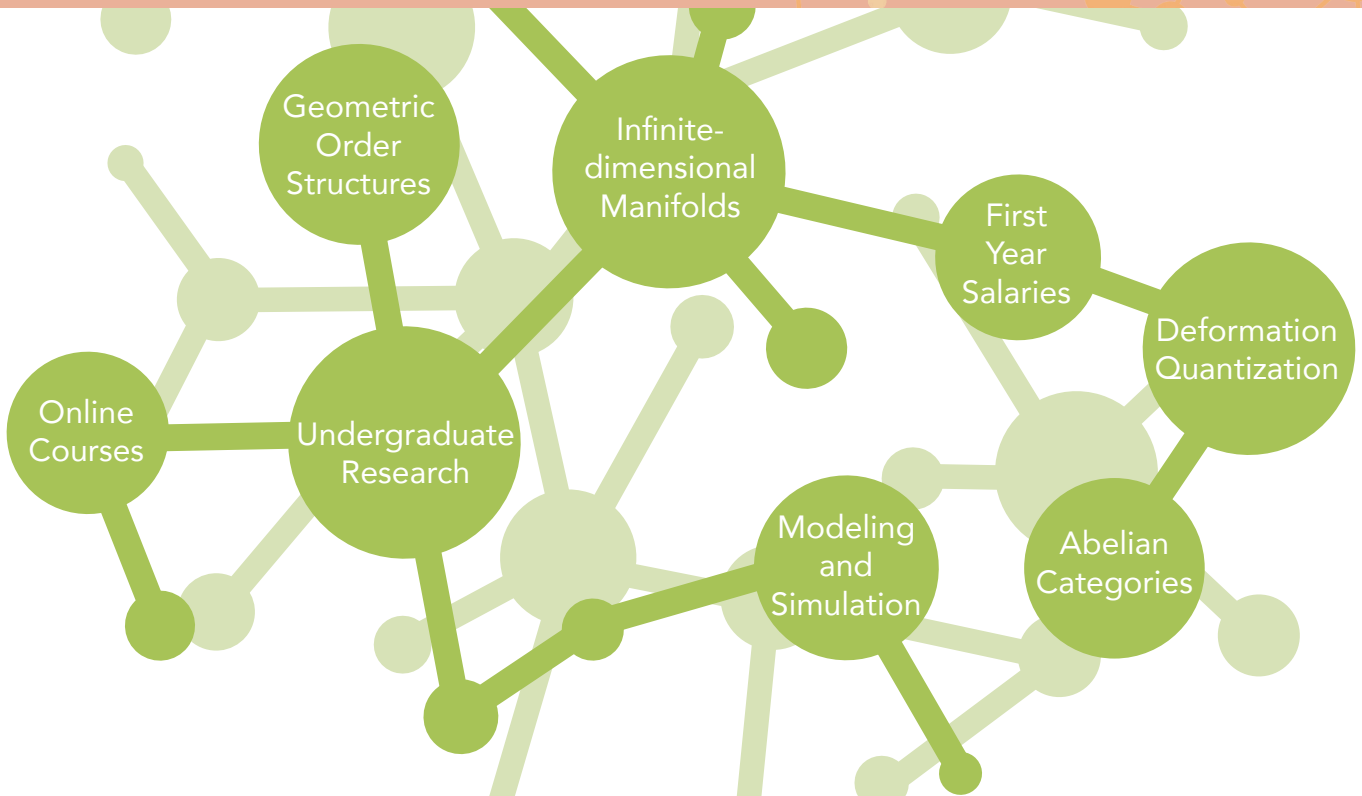 Geometric
Order
Structures
Infinite-
dimensional
Manifolds
First
Year
Salaries
Deformation
Quantization
Online
Courses
Undergraduate
Research
Modeling
and
Simulation
Abelian
Categories